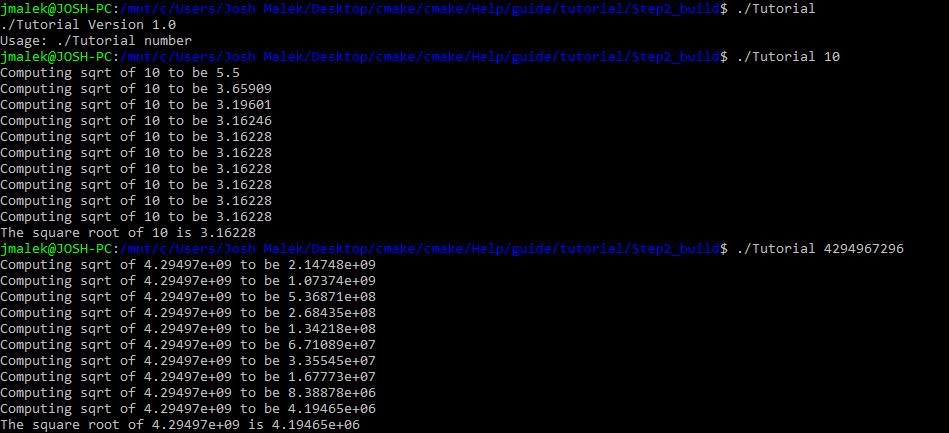 jmalek@JOSH-PC:/mnt/c/Users/Josh Malek/Desktop/cmake/cmake/Help/guide/tutorial/Step2_build$ ./Tutorial
./Tutorial Version 1.0
Usage: ./Tutorial number
jmalek@JOSH-PC:/mnt/c/Users/Josh Malek/Desktop/cmake/cmake/Help/guide/tutorial/Step2_build$ ./Tutorial 10
Computing sqrt of 10 to be 5.5
Computing sqrt of 10 to be 3.65909
Computing sqrt of 10 to be 3.19601
Computing sqrt of 10 to be 3.16246
Computing sqrt of 10 to be 3.16228
Computing sqrt of 10 to be 3.16228
Computing sqrt of 10 to be 3.16228
Computing sqrt of 10 to be 3.16228
Computing sqrt of 10 to be 3.16228
Computing sqrt of 10 to be 3.16228
The square root of 10 is 3.16228
jmalek@JOSH-PC:/mnt/c/Users/Josh Malek/Desktop/cmake/cmake/Help/guide/tutorial/Step2_build$ ./Tutorial 4294967296
Computing sqrt of 4.29497e+09 to be 2.14748e+09
Computing sqrt of 4.29497e+09 to be 1.07374e+09
Computing sqrt of 4.29497e+09 to be 5.36871e+08
Computing sqrt of 4.29497e+09 to be 2.68435e+08
Computing sqrt of 4.29497e+09 to be 1.34218e+08
Computing sqrt of 4.29497e+09 to be 6.71089e+07
Computing sqrt of 4.29497e+09 to be 3.35545e+07
Computing sqrt of 4.29497e+09 to be 1.67773e+07
Computing sqrt of 4.29497e+09 to be 8.38878e+06
Computing sqrt of 4.29497e+09 to be 4.19465e+06
The square root of 4.29497e+09 is 4.19465e+06